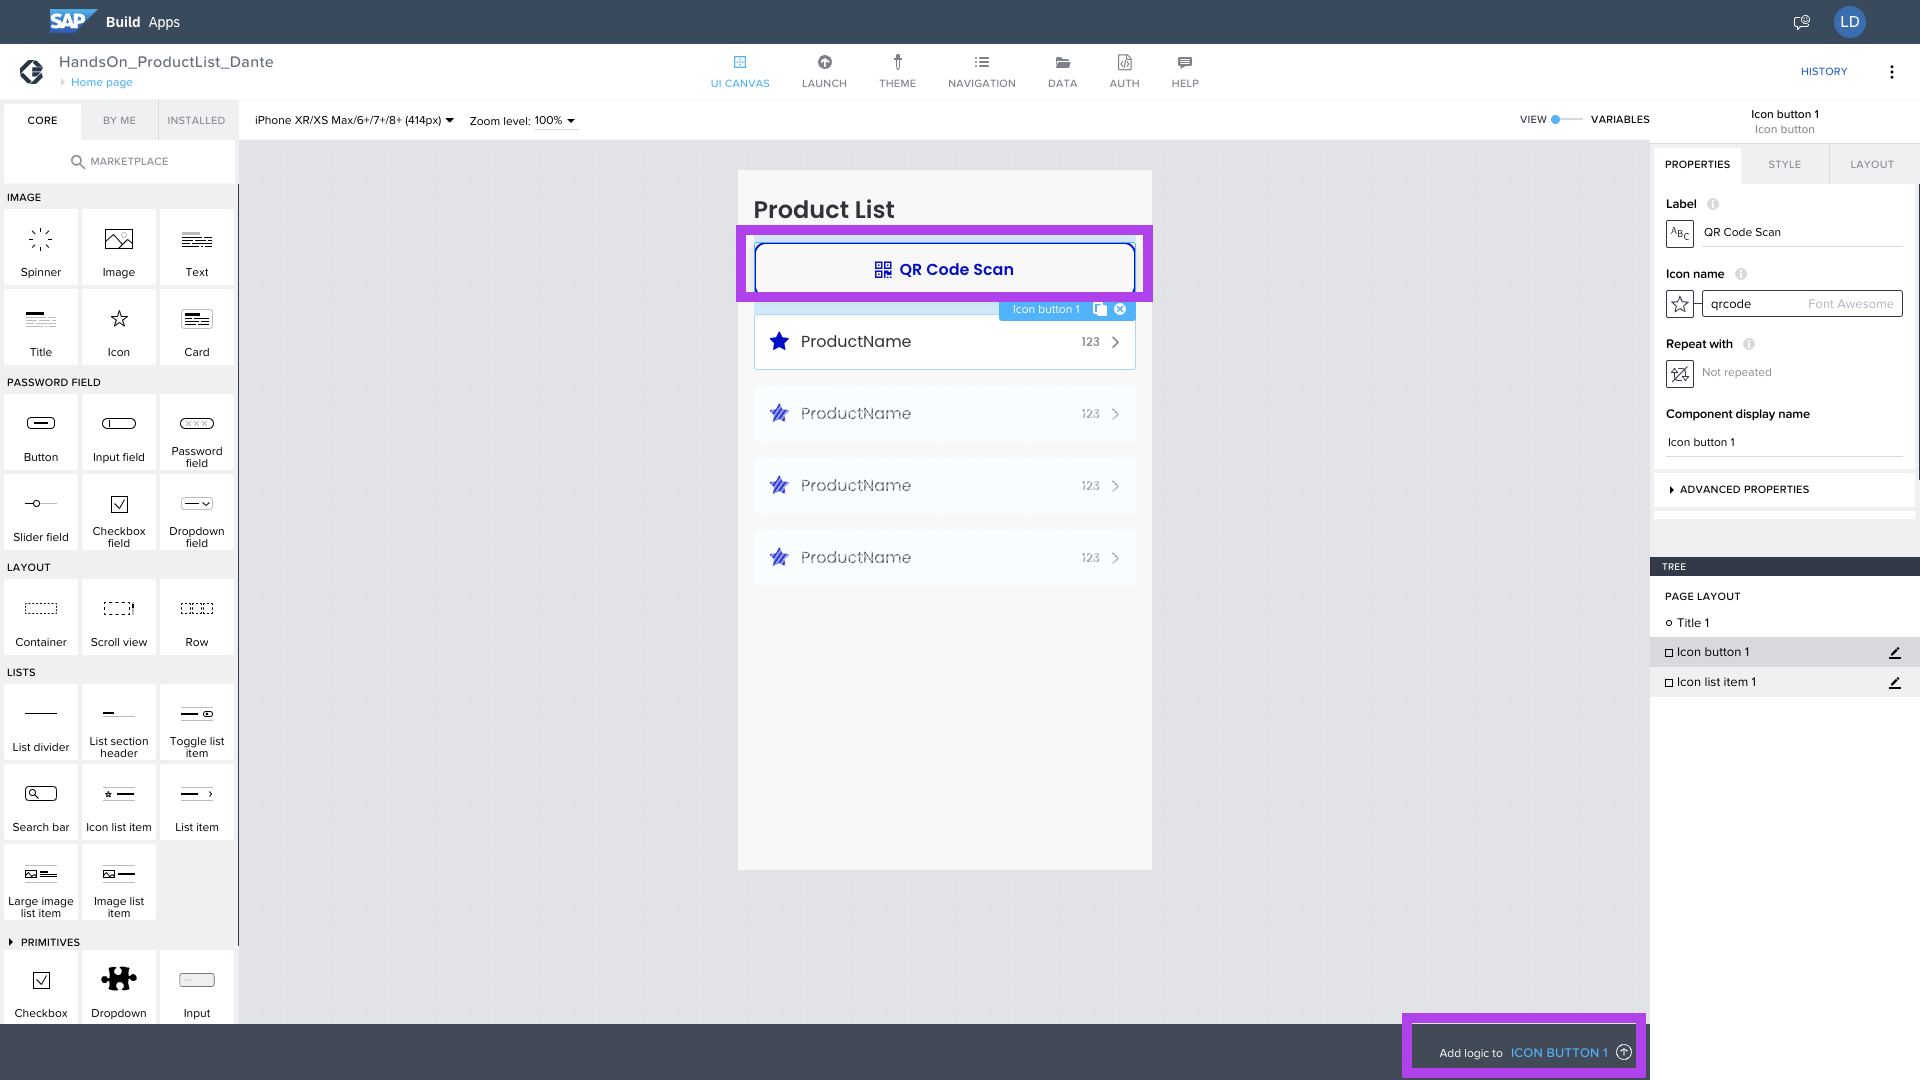 SAP Build Apps LD
HandsOn_ProductList_Dante
Home page
UI CANVAS LAUNCH THEME NAVIGATION DATA AUTH HELP
HISTORY
CORE BY ME INSTALLED
MARKETPLACE
iPhone XR/XS Max/6+/7+/8+ (414px) Zoom level: 100%
VIEW VARIABLES
IMAGE
Spinner Image Text
Title Icon Card
PASSWORD FIELD
Button Input field Password field
Slider field Checkbox field Dropdown field
LAYOUT
Container Scroll view Row
LISTS
List divider List section header Toggle list item
Search bar Icon list item List item
Large image list item Image list item
PRIMITIVES
Checkbox Dropdown Input
Product List
QR Code Scan
Icon button 1
ProductName 123
ProductName 123
ProductName 123
ProductName 123
Icon button 1
Icon button
PROPERTIES STYLE LAYOUT
Label
ABC QR Code Scan
Icon name
qrcode Font Awesome
Repeat with
Not repeated
Component display name
Icon button 1
ADVANCED PROPERTIES
TREE
PAGE LAYOUT
Title 1
Icon button 1
Icon list item 1
Add logic to ICON BUTTON 1